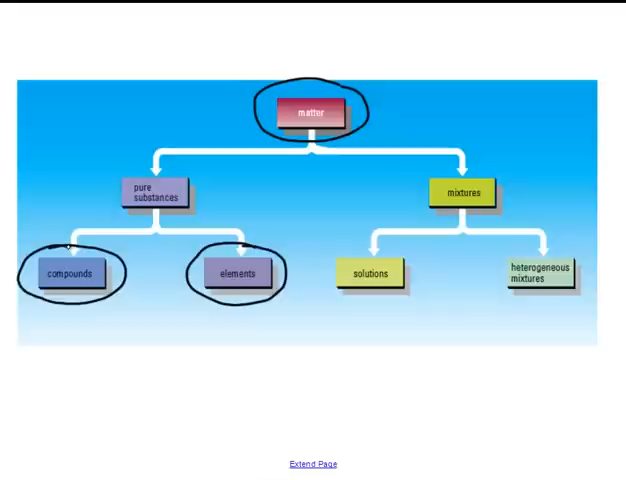 matter
pure
substances
mixtures
compounds
elements
solutions
heterogeneous
mixtures
Extend Page